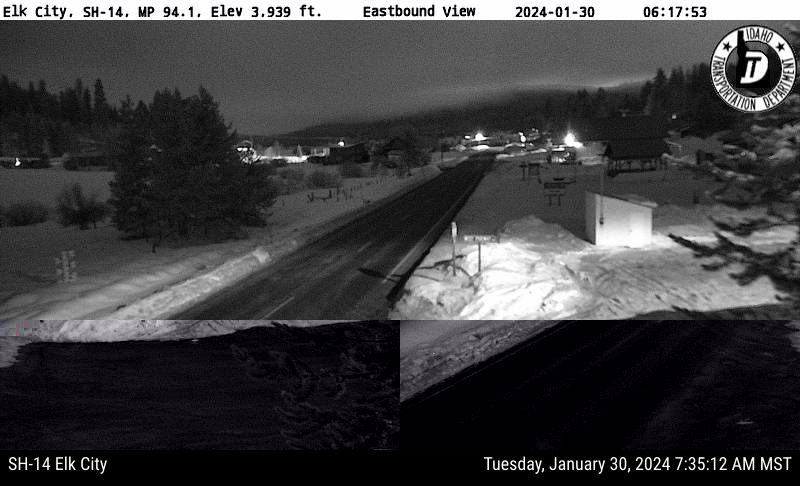 Elk City, SH-14, MP 94.1, Elev 3,939 ft. Eastbound View 2024-01-30 06:17:53
IDAHO
TRANSPORTATION DEPARTMENT
SH-14 Elk City Tuesday, January 30, 2024 7:35:12 AM MST